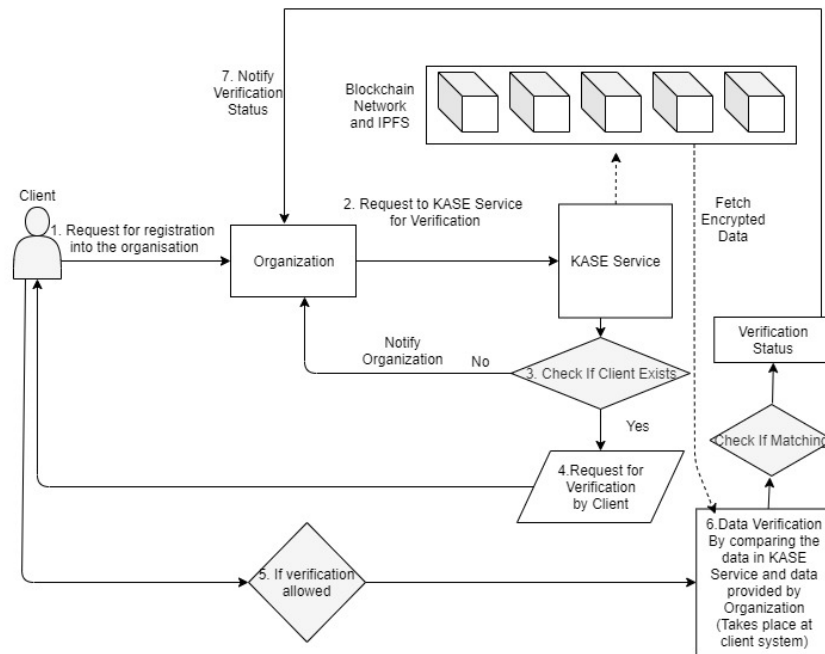 7. Notify
Verification
Status
Blockchain
Network
and IPFS
Client
1. Request for registration
into the organisation
2. Request to KASE Service
for Verification
Fetch
Encrypted
Data
Organization
KASE Service
Notify
Organization
No
3. Check If Client Exists
Verification
Status
Yes
Check If Matching
4.Request for
Verification
by Client
5. If verification
allowed
6.Data Verification
By comparing the
data in KASE
Service and data
provided by
Organization
(Takes place at
client system)